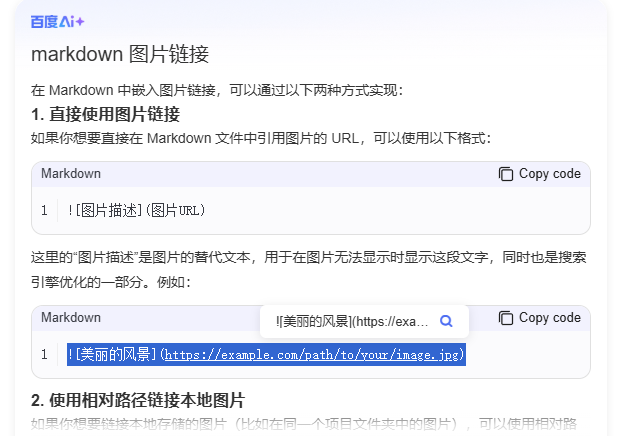 百度Ai+
markdown 图片链接
在 Markdown 中嵌入图片链接，可以通过以下两种方式实现：
1. 直接使用图片链接
如果你想要直接在 Markdown 文件中引用图片的 URL，可以使用以下格式：
Markdown Copy code
1 ![图片描述](图片URL)
这里的“图片描述”是图片的替代文本，用于在图片无法显示时显示这段文字，同时也是搜索
引擎优化的一部分。例如：
Markdown ![美丽的风景](https://exa... Copy code
1 ![美丽的风景](https://example.com/path/to/your/image.jpg)
2. 使用相对路径链接本地图片
如果你想要链接本地存储的图片（比如在同一个项目文件夹中的图片），可以使用相对路